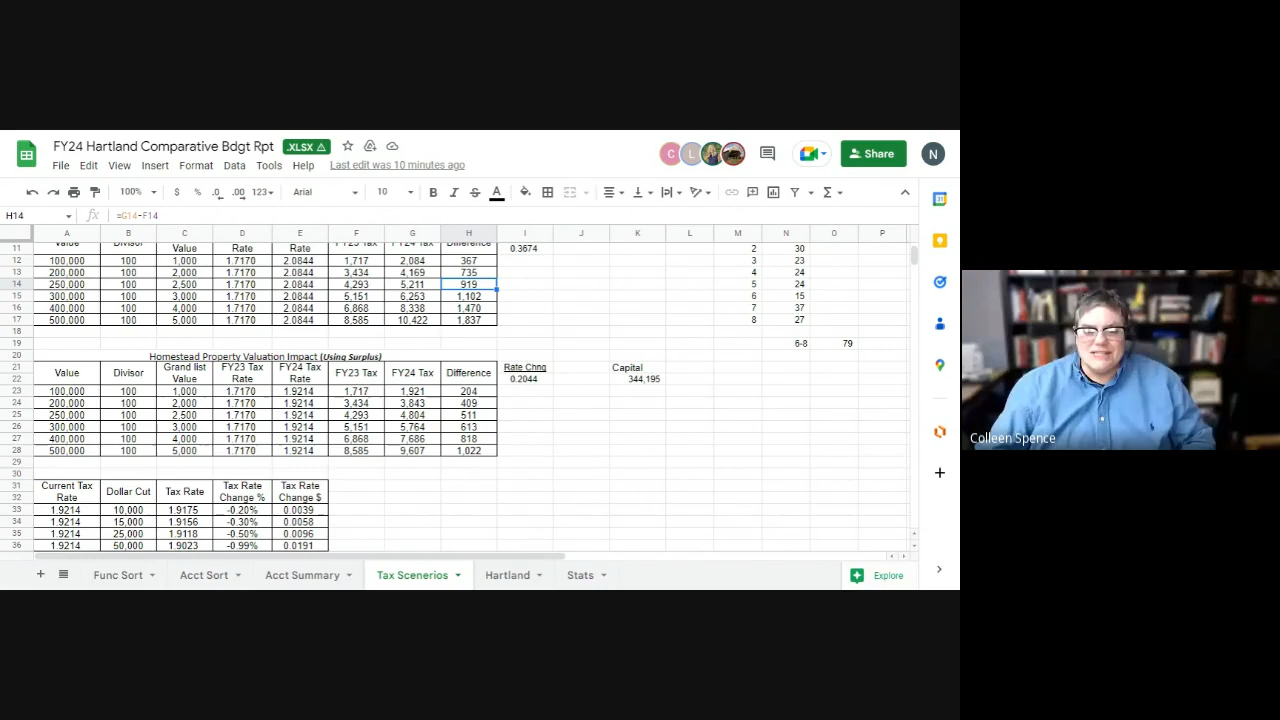 FY24 Hartland Comparative Bdgt Rpt .XLSX
File Edit View Insert Format Data Tools Help Last edit was 10 minutes ago
C L Share N
100% $ % .0 .00 123 Arial 10 B I S A
H14 fx =G14-F14
A B C D E F G H I J K L M N O P
11 Value Divisor Value Rate Rate FY23 Tax FY24 Tax Difference 0.3674 2 30
12 100,000 100 1,000 1.7170 2.0844 1,717 2,084 367 3 23
13 200,000 100 2,000 1.7170 2.0844 3,434 4,169 735 4 24
14 250,000 100 2,500 1.7170 2.0844 4,293 5,211 919 5 24
15 300,000 100 3,000 1.7170 2.0844 5,151 6,253 1,102 6 15
16 400,000 100 4,000 1.7170 2.0844 6,868 8,338 1,470 7 37
17 500,000 100 5,000 1.7170 2.0844 8,585 10,422 1,837 8 27
18
19 6-8 79
20 Homestead Property Valuation Impact (Using Surplus)
21 Grand list FY23 Tax FY24 Tax Rate Chng Capital
Value Divisor FY23 Tax FY24 Tax Difference
22 Value Rate Rate 0.2044 344,195
23 100,000 100 1,000 1.7170 1.9214 1,717 1,921 204
24 200,000 100 2,000 1.7170 1.9214 3,434 3,843 409
25 250,000 100 2,500 1.7170 1.9214 4,293 4,804 511
26 300,000 100 3,000 1.7170 1.9214 5,151 5,764 613
27 400,000 100 4,000 1.7170 1.9214 6,868 7,686 818
28 500,000 100 5,000 1.7170 1.9214 8,585 9,607 1,022
29
30
31 Current Tax Tax Rate Tax Rate
Dollar Cut Tax Rate
32 Rate Change % Change $
33 1.9214 10,000 1.9175 -0.20% 0.0039
34 1.9214 15,000 1.9156 -0.30% 0.0058
35 1.9214 25,000 1.9118 -0.50% 0.0096
36 1.9214 50,000 1.9023 -0.99% 0.0191
Func Sort Acct Sort Acct Summary Tax Scenerios Hartland Stats Explore
Colleen Spence